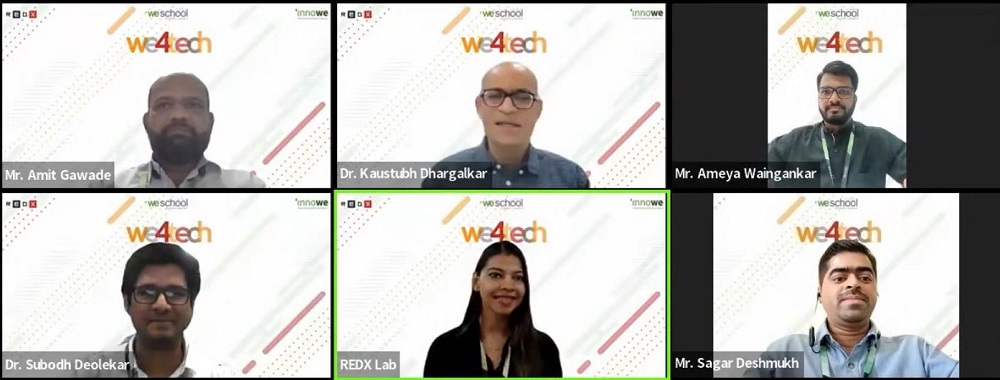 REDX weschool 'innowe
we4tech
Mr. Amit Gawade
REDX weschool 'innowe
we4tech
Dr. Kaustubh Dhargalkar
weschool
we4tech
Mr. Ameya Waingankar
REDX weschool 'innowe
we4tech
Dr. Subodh Deolekar
REDX weschool 'innowe
we4tech
REDX Lab
weschool
we4tech
Mr. Sagar Deshmukh